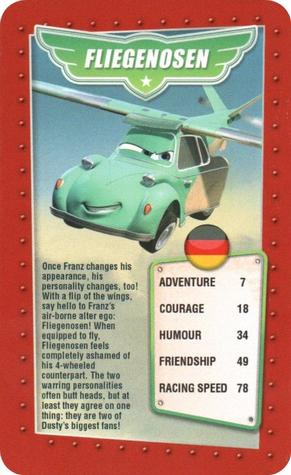 FLIEGENOSEN
Once Franz changes his
appearance, his
personality changes, too!
With a flip of the wings,
say hello to Franz's
air-borne alter ego:
Fliegenosen! When
equipped to fly,
Fliegenosen feels
completely ashamed of
his 4-wheeled
counterpart. The two
warring personalities
often butt heads, but at
least they agree on one
thing: they are two of
Dusty's biggest fans!
ADVENTURE 7
COURAGE 18
HUMOUR 34
FRIENDSHIP 49
RACING SPEED 78